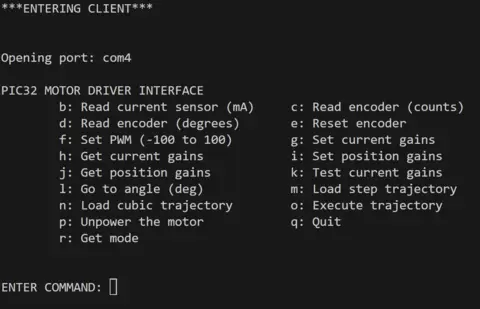 ***ENTERING CLIENT***
Opening port: com4
PIC32 MOTOR DRIVER INTERFACE
b: Read current sensor (mA) c: Read encoder (counts)
d: Read encoder (degrees) e: Reset encoder
f: Set PWM (-100 to 100) g: Set current gains
h: Get current gains i: Set position gains
j: Get position gains k: Test current gains
l: Go to angle (deg) m: Load step trajectory
n: Load cubic trajectory o: Execute trajectory
p: Unpower the motor q: Quit
r: Get mode
ENTER COMMAND: